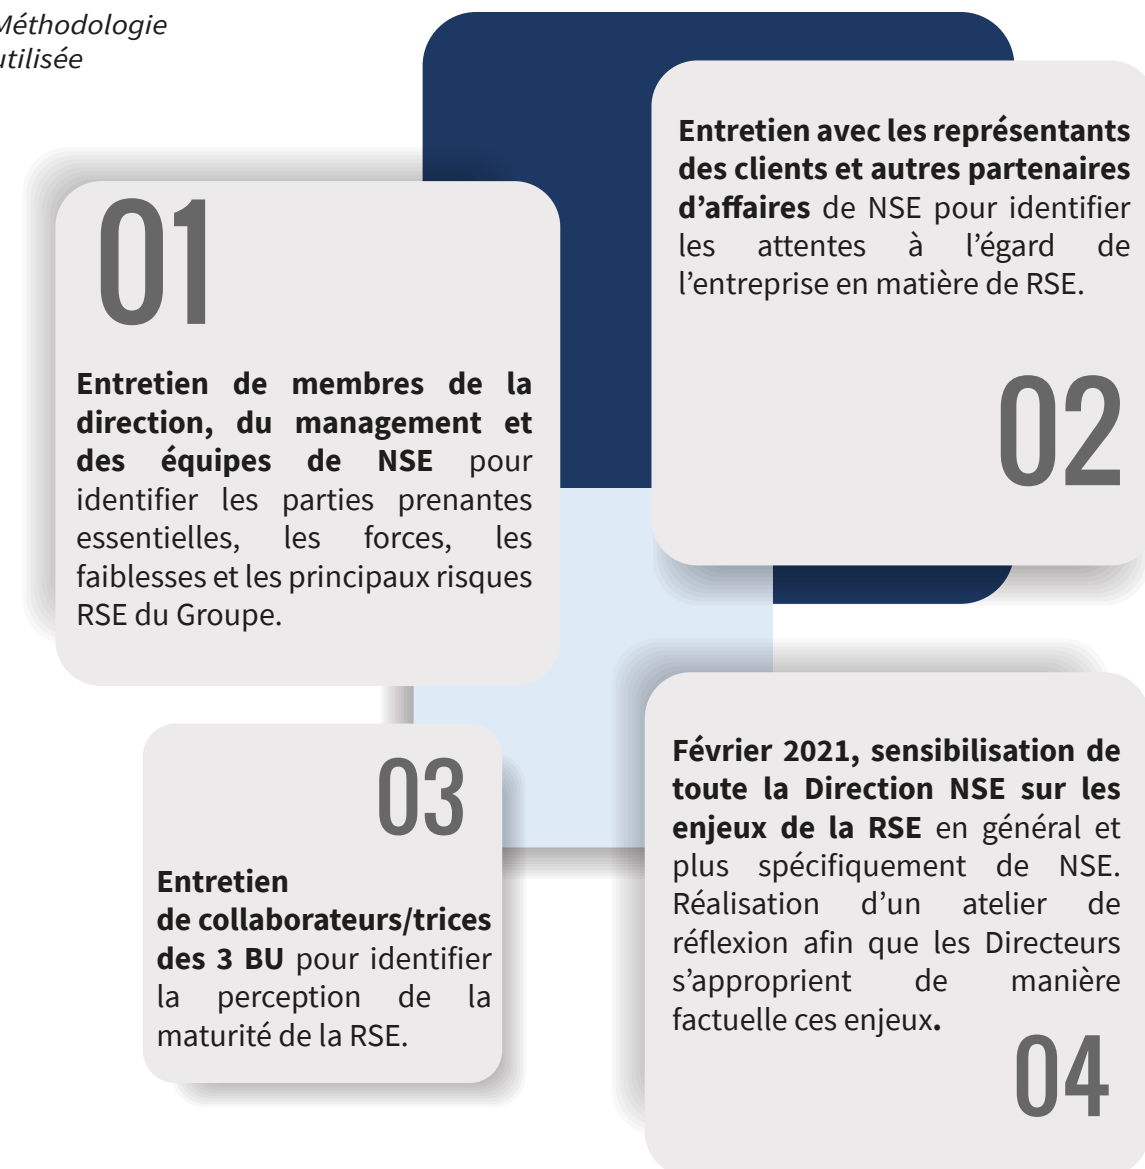 Méthodologie
utilisée
01
Entretien de membres de la
direction, du management et
des équipes de NSE pour
identifier les parties prenantes
essentielles, les forces, les
faiblesses et les principaux risques
RSE du Groupe.
Entretien avec les représentants
des clients et autres partenaires
d’affaires de NSE pour identifier
les attentes à l’égard de
l’entreprise en matière de RSE.
02
03
Entretien
de collaborateurs/trices
des 3 BU pour identifier
la perception de la
maturité de la RSE.
Février 2021, sensibilisation de
toute la Direction NSE sur les
enjeux de la RSE en général et
plus spécifiquement de NSE.
Réalisation d’un atelier de
réflexion afin que les Directeurs
s’approprient de manière
factuelle ces enjeux.
04